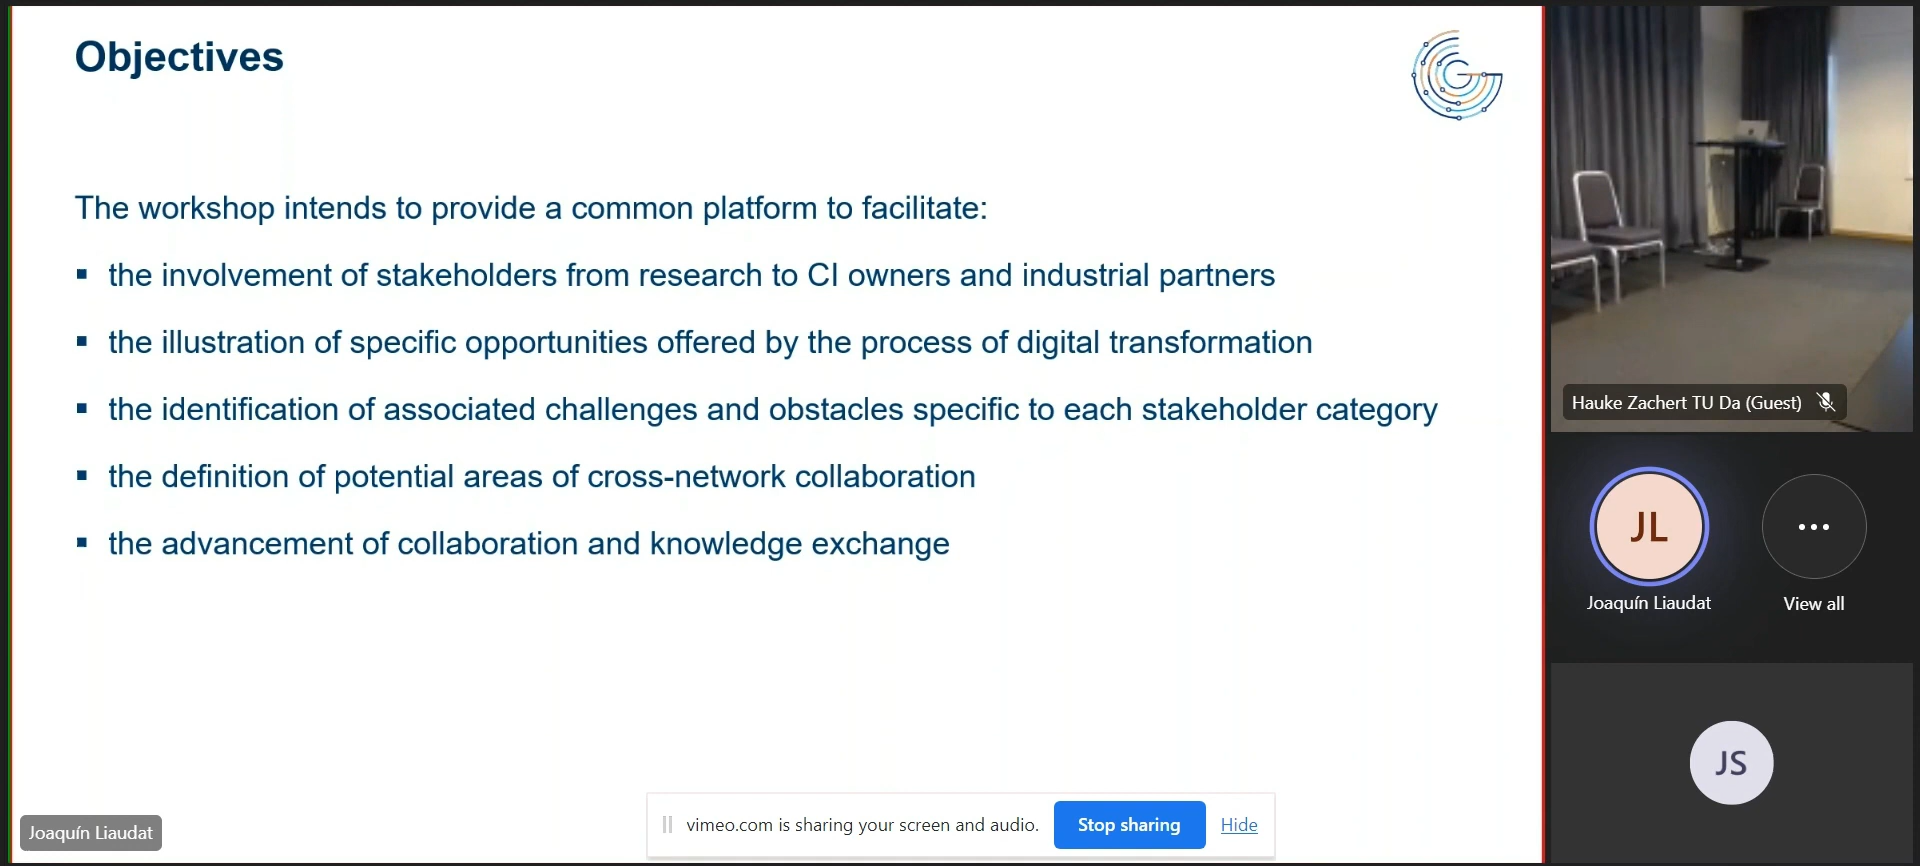 Objectives
The workshop intends to provide a common platform to facilitate:
▪ the involvement of stakeholders from research to CI owners and industrial partners
▪ the illustration of specific opportunities offered by the process of digital transformation
▪ the identification of associated challenges and obstacles specific to each stakeholder category
▪ the definition of potential areas of cross-network collaboration
▪ the advancement of collaboration and knowledge exchange
Joaquín Liaudat
vimeo.com is sharing your screen and audio.
Stop sharing
Hide
Hauke Zachert TU Da (Guest)
JL
Joaquín Liaudat
View all
JS